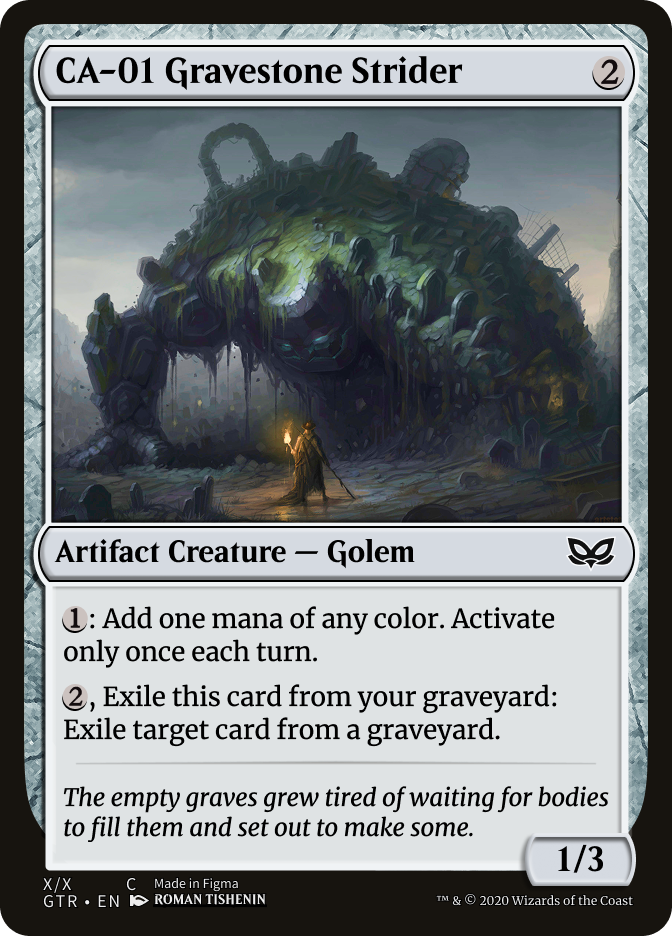 CA-01 Gravestone Strider 2
Artifact Creature — Golem
1: Add one mana of any color. Activate
only once each turn.
2, Exile this card from your graveyard:
Exile target card from a graveyard.
The empty graves grew tired of waiting for bodies
to fill them and set out to make some.
1/3
X/X C Made in Figma
GTR • EN ROMAN TISHENIN ™ & © 2020 Wizards of the Coast